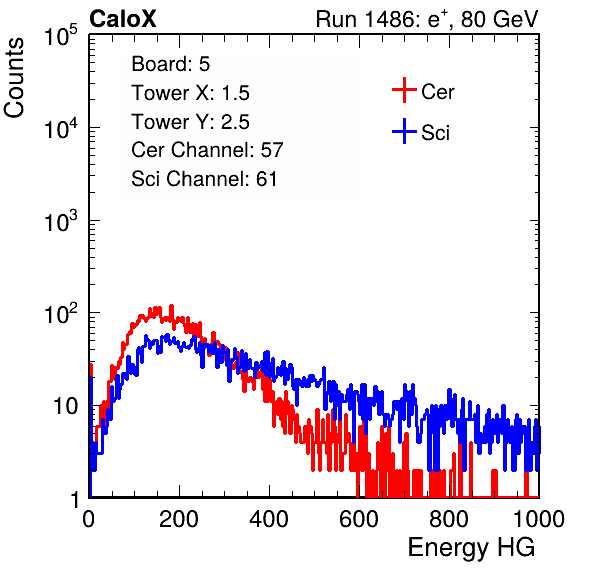 CaloX Run 1486: e⁺, 80 GeV
Counts
10⁵
10⁴
10³
10²
10
1
Board: 5
Tower X: 1.5
Tower Y: 2.5
Cer Channel: 57
Sci Channel: 61
Cer
Sci
0 200 400 600 800 1000
Energy HG